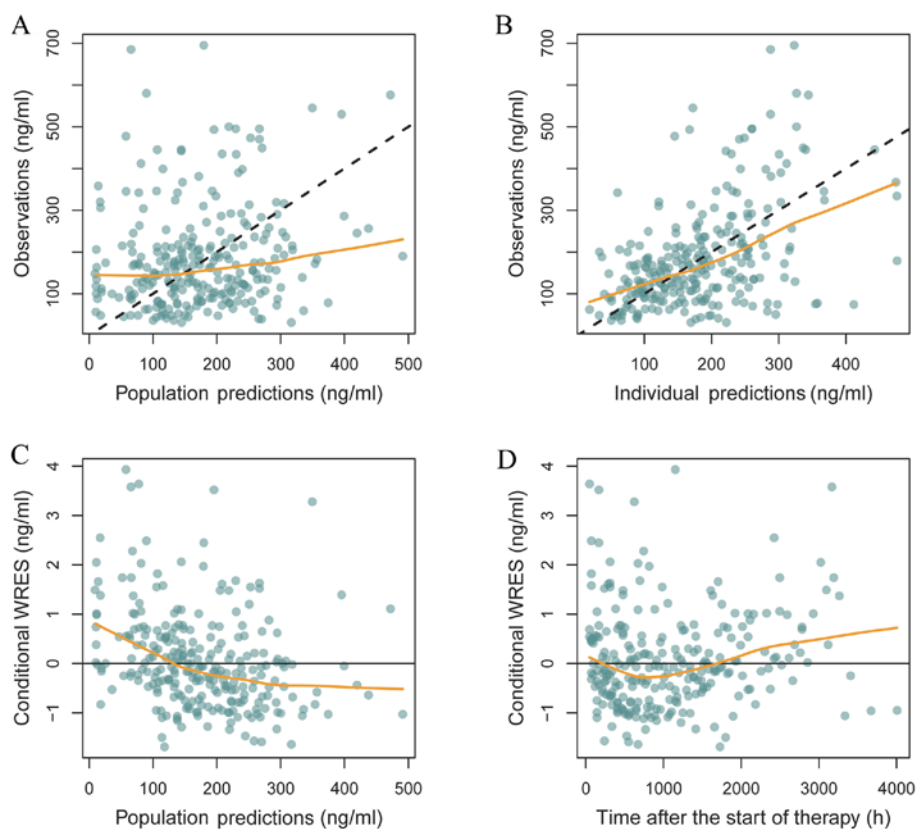 A
B
700
500
300
100
Observations (ng/ml)
0 100 200 300 400 500
Population predictions (ng/ml)
700
500
300
100
Observations (ng/ml)
100 200 300 400
Individual predictions (ng/ml)
C
D
4
3
2
1
0
−1
Conditional WRES (ng/ml)
0 100 200 300 400 500
Population predictions (ng/ml)
4
3
2
1
0
−1
Conditional WRES (ng/ml)
0 1000 2000 3000 4000
Time after the start of therapy (h)